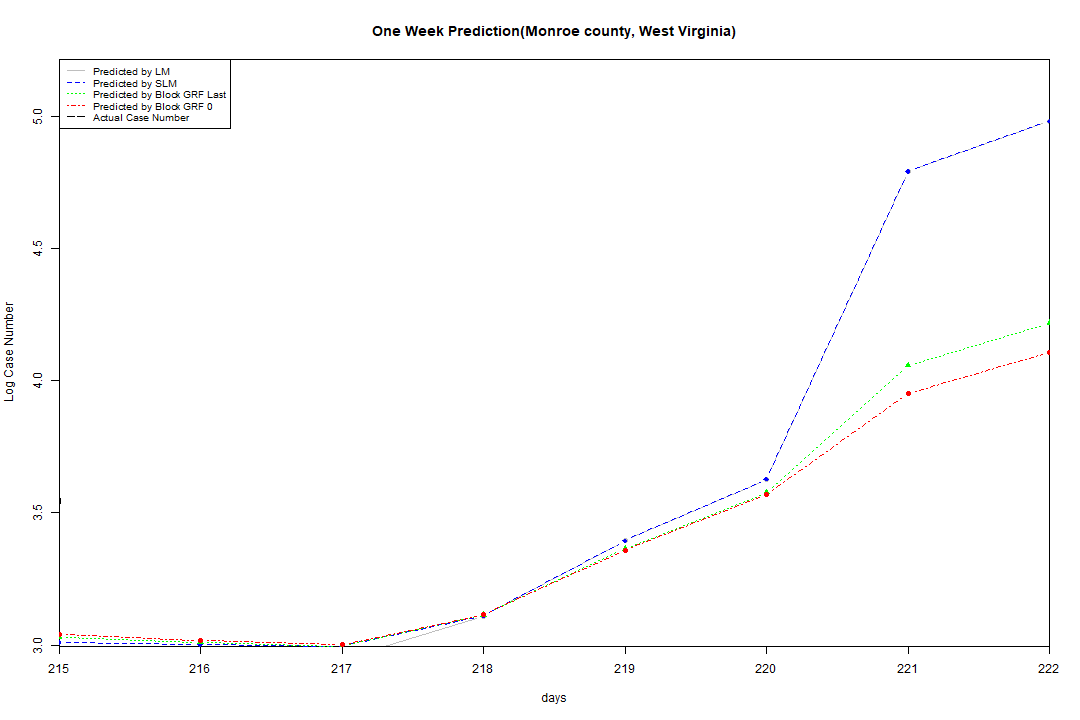 One Week Prediction(Monroe county, West Virginia)
Predicted by LM
Predicted by SLM
Predicted by Block GRF Last
Predicted by Block GRF 0
Actual Case Number
Log Case Number
5.0
4.5
4.0
3.5
3.0
215 216 217 218 219 220 221 222
days